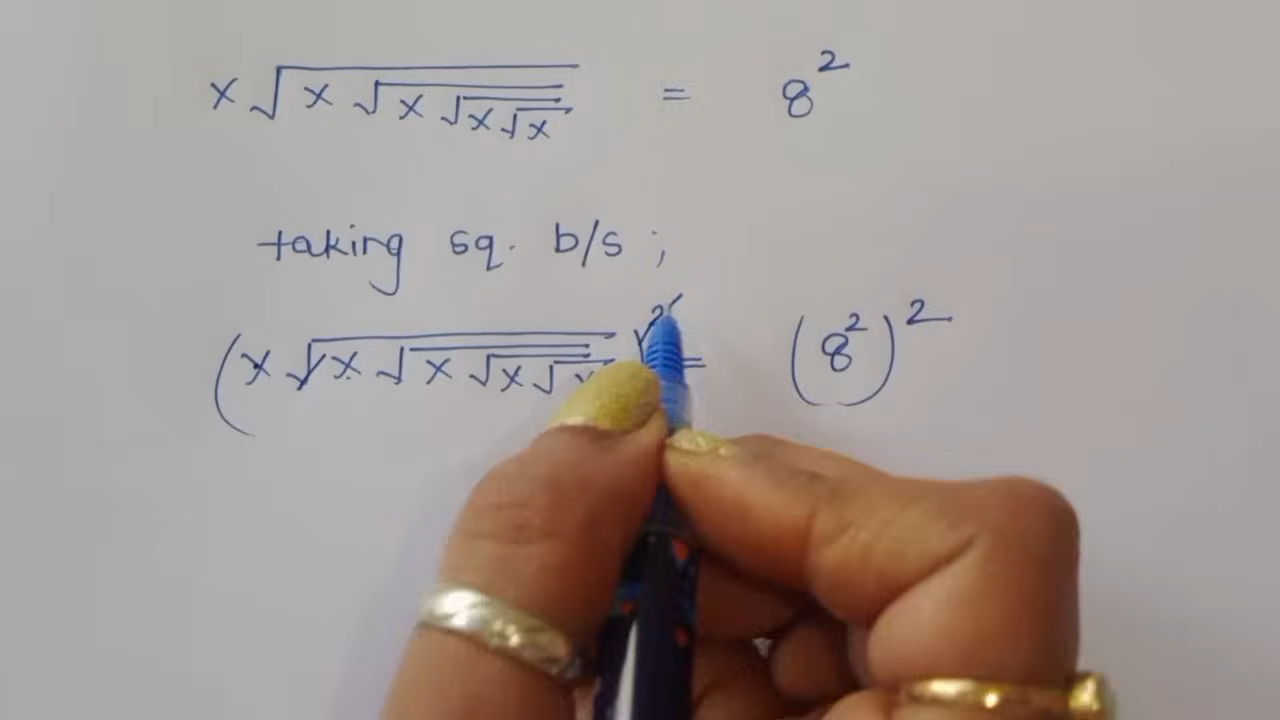 x√(x√(x√(x√x))) = 8²
taking sq. b/s ;
(x√(x√(x√(x√x))))² = (8²)²